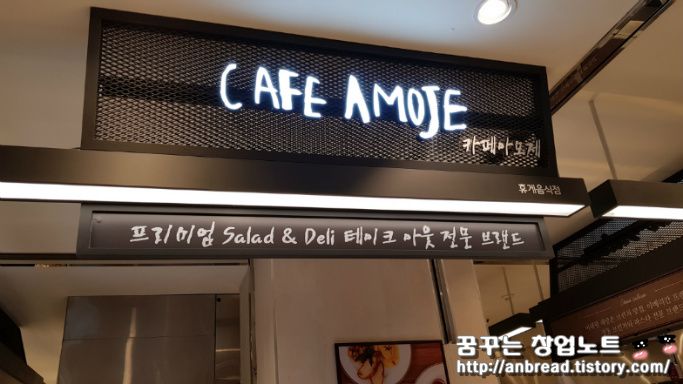 CAFE AMOJE
카페아모제
휴게음식점
프리미엄 Salad & Deli 테이크 아웃 전문 브랜드
꿈꾸는 창업노트
http://anbread.tistory.com/